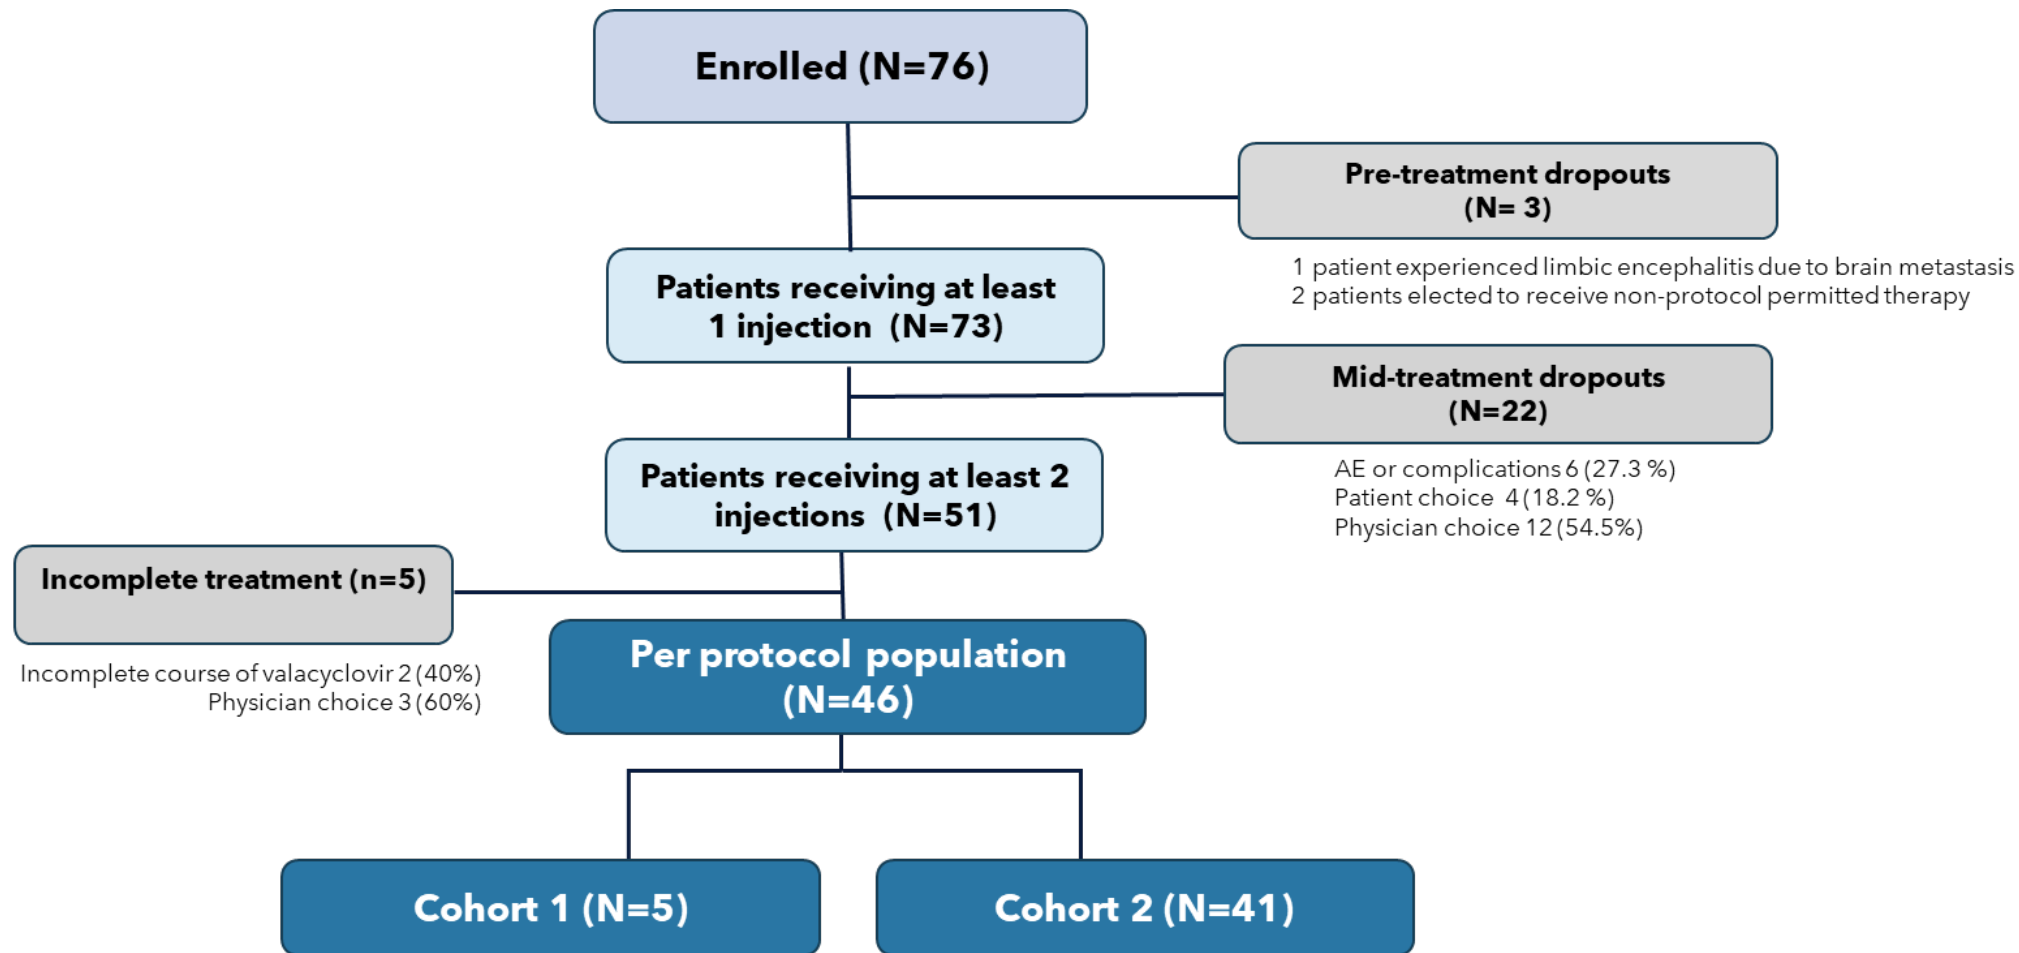 Enrolled (N=76)
Pre-treatment dropouts
(N= 3)
1 patient experienced limbic encephalitis due to brain metastasis
2 patients elected to receive non-protocol permitted therapy
Patients receiving at least
1 injection  (N=73)
Mid-treatment dropouts
(N=22)
AE or complications 6 (27.3 %)
Patient choice  4 (18.2 %)
Physician choice 12 (54.5%)
Patients receiving at least 2
injections  (N=51)
Incomplete treatment (n=5)
Incomplete course of valacyclovir 2 (40%)
Physician choice 3 (60%)
Per protocol population
(N=46)
Cohort 1 (N=5)
Cohort 2 (N=41)